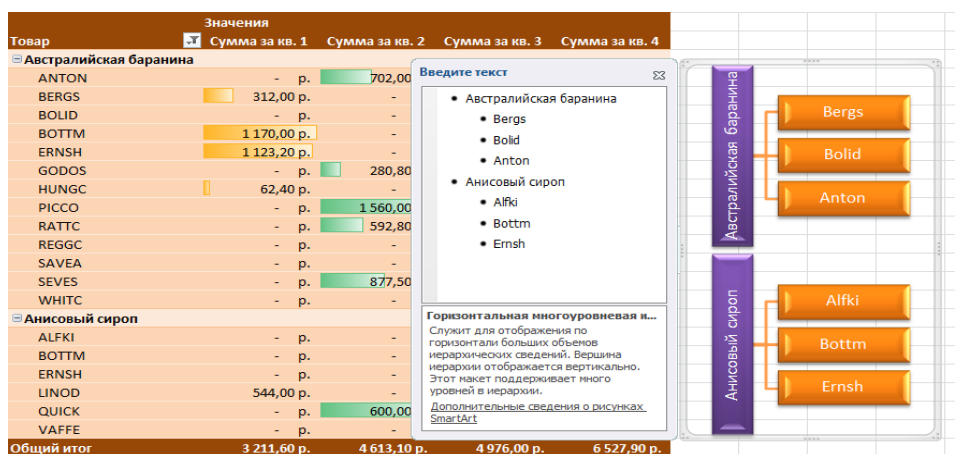 Значения
Товар Сумма за кв. 1 Сумма за кв. 2 Сумма за кв. 3 Сумма за кв. 4
Австралийская баранина
ANTON - р. 702,00
BERGS 312,00 р. -
BOLID - р. -
BOTTM 1 170,00 р. -
ERNSH 1 123,20 р. -
GODOS - р. 280,80
HUNGC 62,40 р. -
PICCO - р. 1 560,00
RATTC - р. 592,80
REGGC - р. -
SAVEA - р. -
SEVES - р. 877,50
WHITC - р. -
Анисовый сироп
ALFKI - р. -
BOTTM - р. -
ERNSH - р. -
LINOD 544,00 р. -
QUICK - р. 600,00
VAFFE - р. -
Общий итог 3 211,60 р. 4 613,10 р. 4 976,00 р. 6 527,90 р.
Введите текст
• Австралийская баранина
• Bergs
• Bolid
• Anton
• Анисовый сироп
• Alfki
• Bottm
• Ernsh
Горизонтальная многоуровневая и...
Служит для отображения по
горизонтали больших объемов
иерархических сведений. Вершина
иерархии отображается вертикально.
Этот макет поддерживает много
уровней в иерархии.
Дополнительные сведения о рисунках
SmartArt
Австралийская баранина
Bergs
Bolid
Anton
Анисовый сироп
Alfki
Bottm
Ernsh